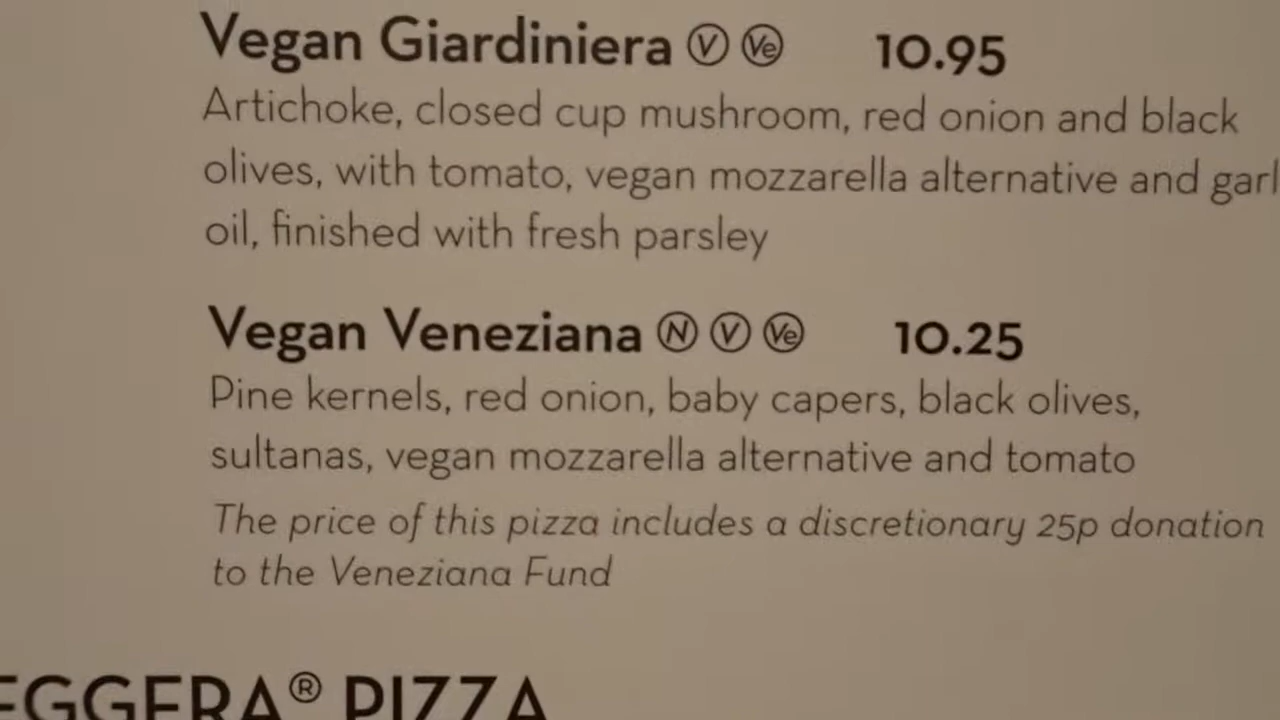 Vegan Giardiniera Ⓥ Ve 10.95
Artichoke, closed cup mushroom, red onion and black
olives, with tomato, vegan mozzarella alternative and
oil, finished with fresh parsley
Vegan Veneziana Ⓝ Ⓥ Ve 10.25
Pine kernels, red onion, baby capers, black olives,
sultanas, vegan mozzarella alternative and tomato
The price of this pizza includes a discretionary 25p donation
to the Veneziana Fund
EGGERA® PIZZA